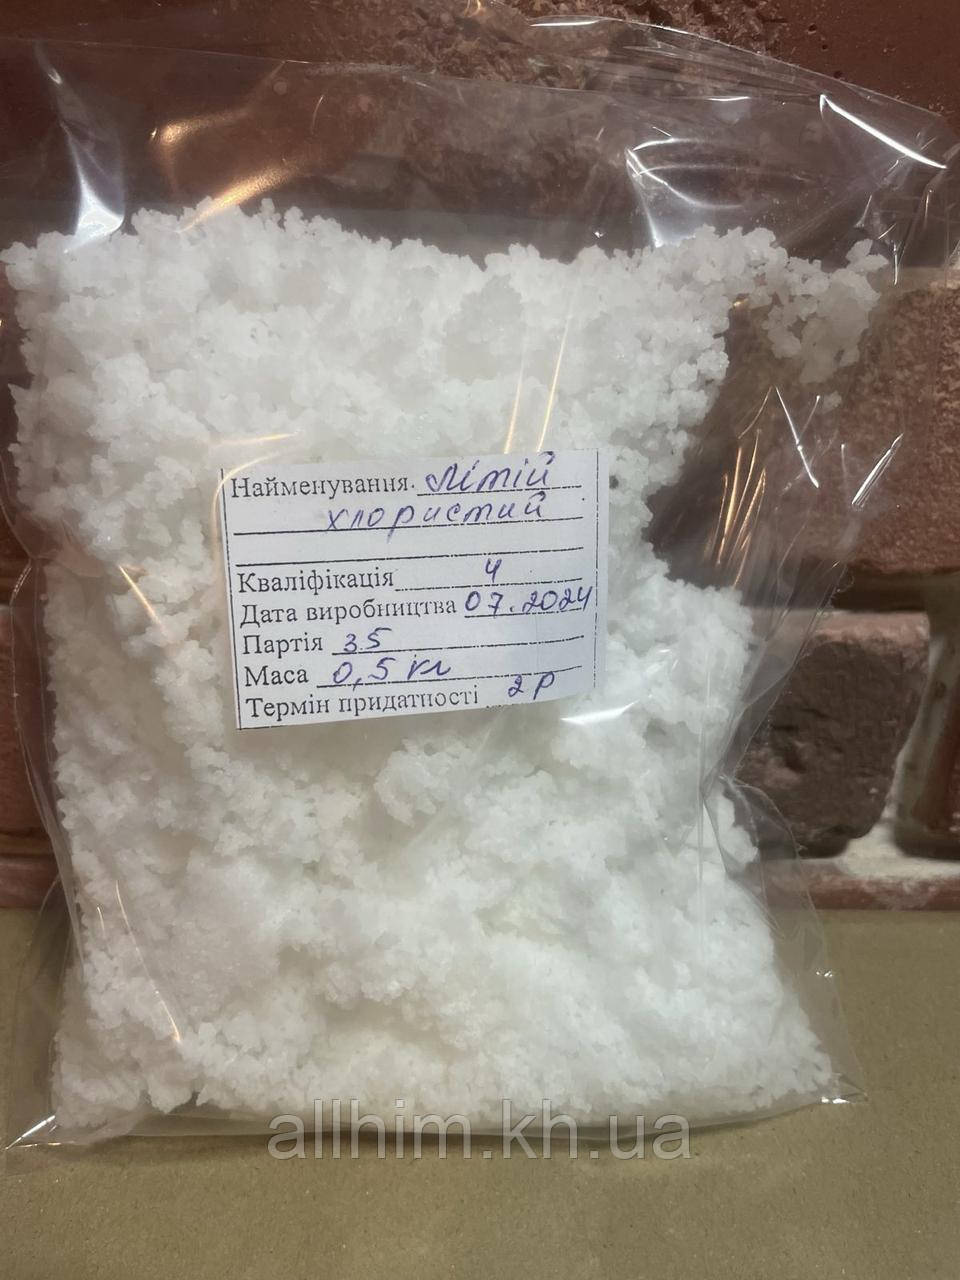 Найменування. Літій
хлористий
Кваліфікація Ч
Дата виробництва 07.2024
Партія 35
Маса 0,5 кг
Термін придатності 2р
allhim.kh.ua